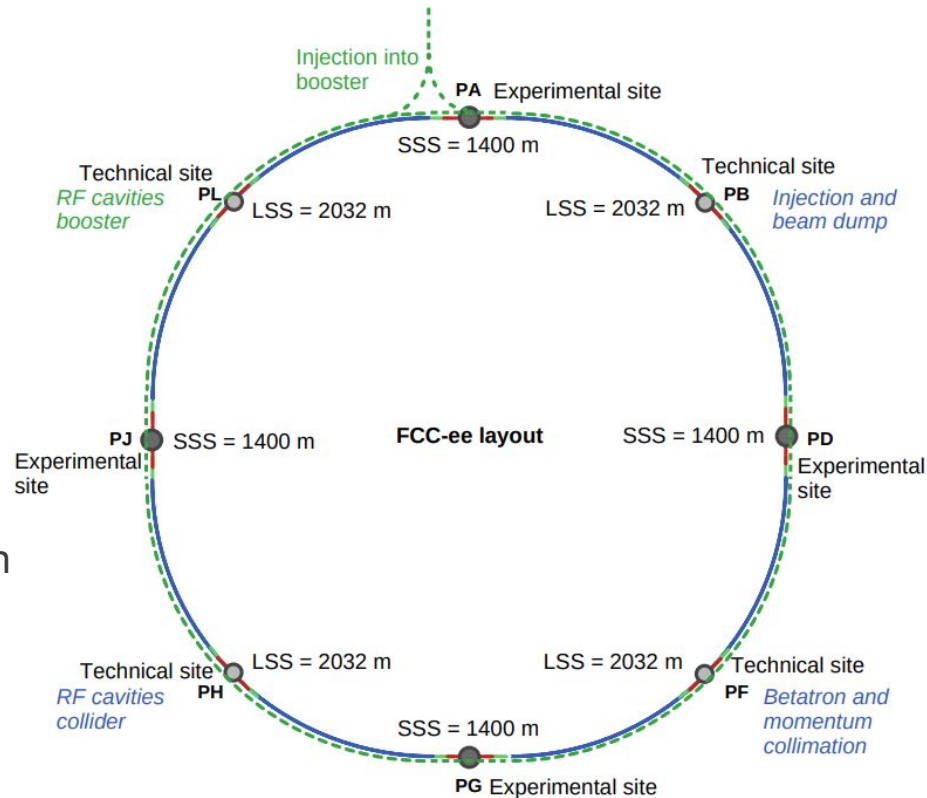 Injection into
booster
PA Experimental site
SSS = 1400 m
Technical site
PL
RF cavities
booster
LSS = 2032 m
Technical site
PB
Injection and
beam dump
LSS = 2032 m
PJ
SSS = 1400 m
Experimental
site
FCC-ee layout
SSS = 1400 m
PD
Experimental
site
n
Technical site
PH
RF cavities
collider
LSS = 2032 m
LSS = 2032 m
Technical site
PF
Betatron and
momentum
collimation
SSS = 1400 m
PG Experimental site